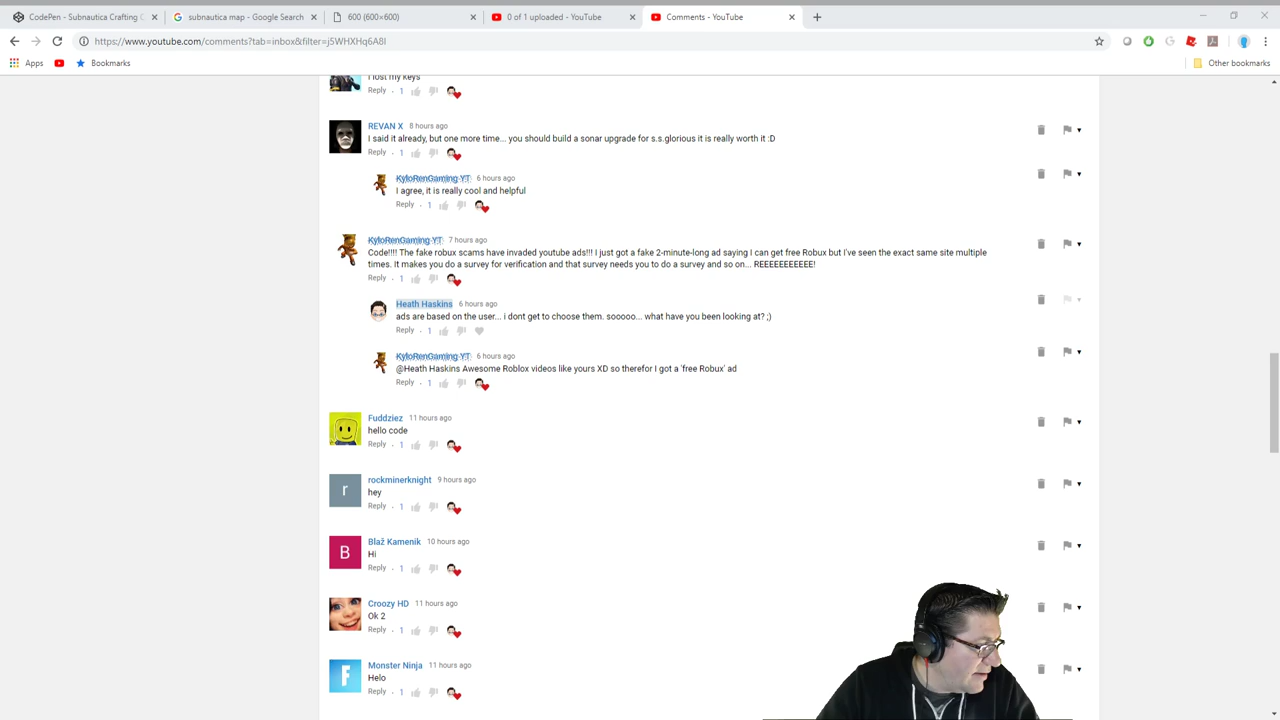 CodePen - Subnautica Crafting C
subnautica map - Google Search
600 (600×600)
0 of 1 uploaded - YouTube
Comments - YouTube
https://www.youtube.com/comments?tab=inbox&filter=j5WHXHq6A8I
Apps
Bookmarks
Other bookmarks
I lost my keys
Reply . 1
REVAN X 8 hours ago
I said it already, but one more time... you should build a sonar upgrade for s.s.glorious it is really worth it :D
Reply . 1
KyloRenGaming YT 6 hours ago
I agree, it is really cool and helpful
Reply . 1
KyloRenGaming YT 7 hours ago
Code!!!! The fake robux scams have invaded youtube ads!!! I just got a fake 2-minute-long ad saying I can get free Robux but I've seen the exact same site multiple
times. It makes you do a survey for verification and that survey needs you to do a survey and so on... REEEEEEEEEEE!
Reply . 1
Heath Haskins 6 hours ago
ads are based on the user... i dont get to choose them. sooooo... what have you been looking at? ;)
Reply . 1
KyloRenGaming YT 6 hours ago
@Heath Haskins Awesome Roblox videos like yours XD so therefor I got a 'free Robux' ad
Reply . 1
Fuddziez 11 hours ago
hello code
Reply . 1
r
rockminerknight 9 hours ago
hey
Reply . 1
B
Blaž Kamenik 10 hours ago
Hi
Reply . 1
Croozy HD 11 hours ago
Ok 2
Reply . 1
Monster Ninja 11 hours ago
Helo
Reply . 1